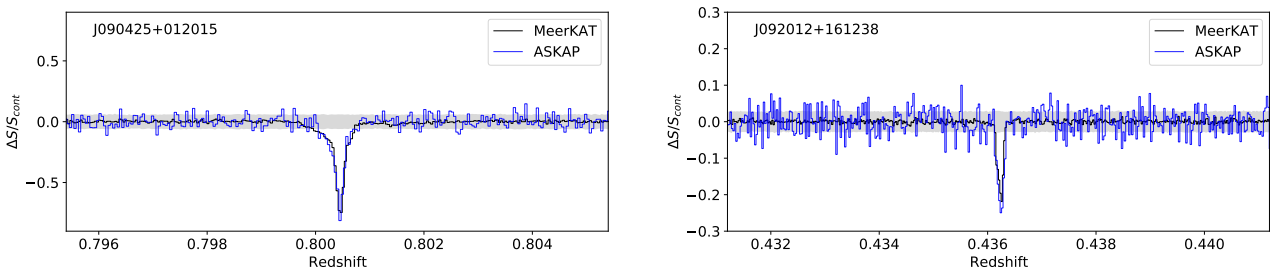 J090425+012015
MeerKAT
ASKAP
0.5
0.0
−0.5
ΔS/S_cont
0.796
0.798
0.800
0.802
0.804
Redshift
J092012+161238
MeerKAT
ASKAP
0.3
0.2
0.1
0.0
−0.1
−0.2
−0.3
ΔS/S_cont
0.432
0.434
0.436
0.438
0.440
Redshift